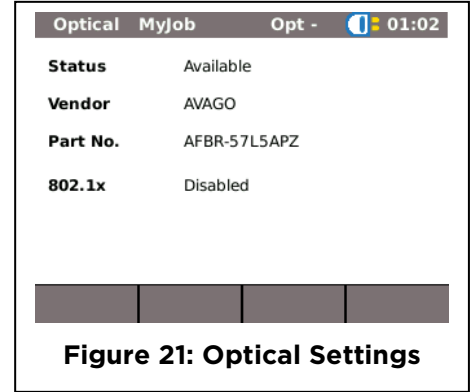 Optical MyJob Opt - 01:02
Status Available
Vendor AVAGO
Part No. AFBR-57L5APZ
802.1x Disabled
Figure 21: Optical Settings